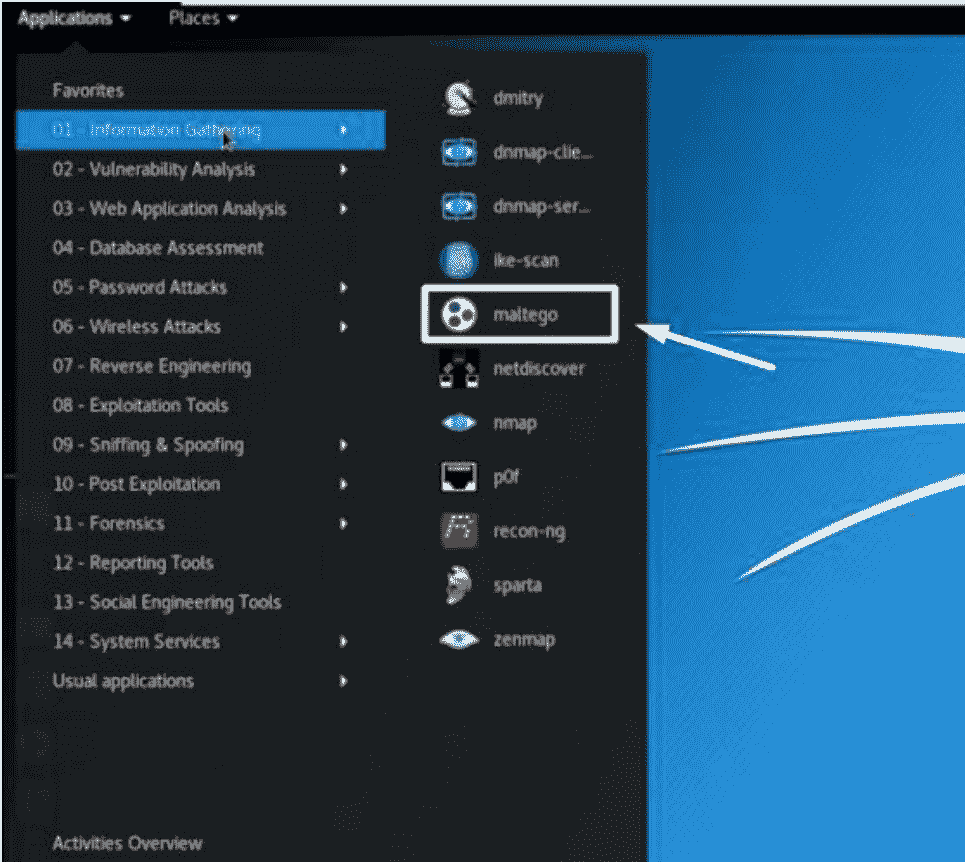 Applications Places
Favorites
01 - Information Gathering
02 - Vulnerability Analysis
03 - Web Application Analysis
04 - Database Assessment
05 - Password Attacks
06 - Wireless Attacks
07 - Reverse Engineering
08 - Exploitation Tools
09 - Sniffing & Spoofing
10 - Post Exploitation
11 - Forensics
12 - Reporting Tools
13 - Social Engineering Tools
14 - System Services
Usual applications
Activities Overview
dmitry
dnmap-clie...
dnmap-ser...
ike-scan
maltego
netdiscover
nmap
p0f
recon-ng
sparta
zenmap